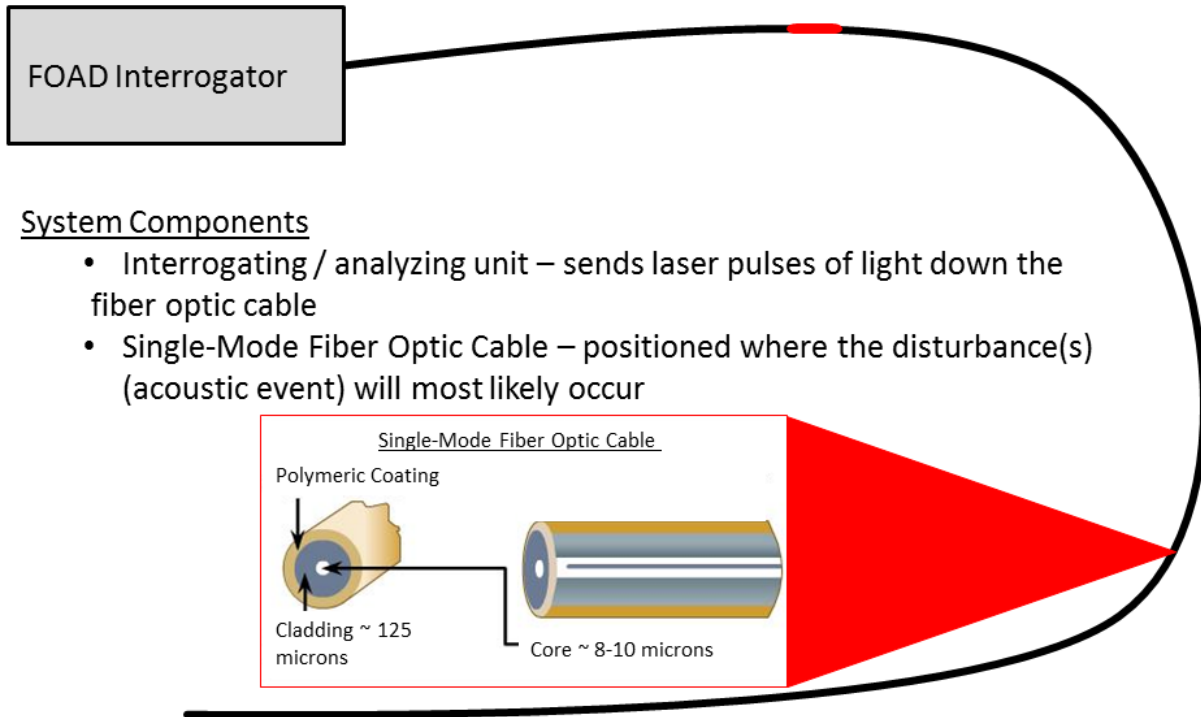 FOAD Interrogator
System Components
• Interrogating / analyzing unit – sends laser pulses of light down the
fiber optic cable
• Single-Mode Fiber Optic Cable – positioned where the disturbance(s)
(acoustic event) will most likely occur
Single-Mode Fiber Optic Cable
Polymeric Coating
Cladding ~ 125
microns
Core ~ 8-10 microns